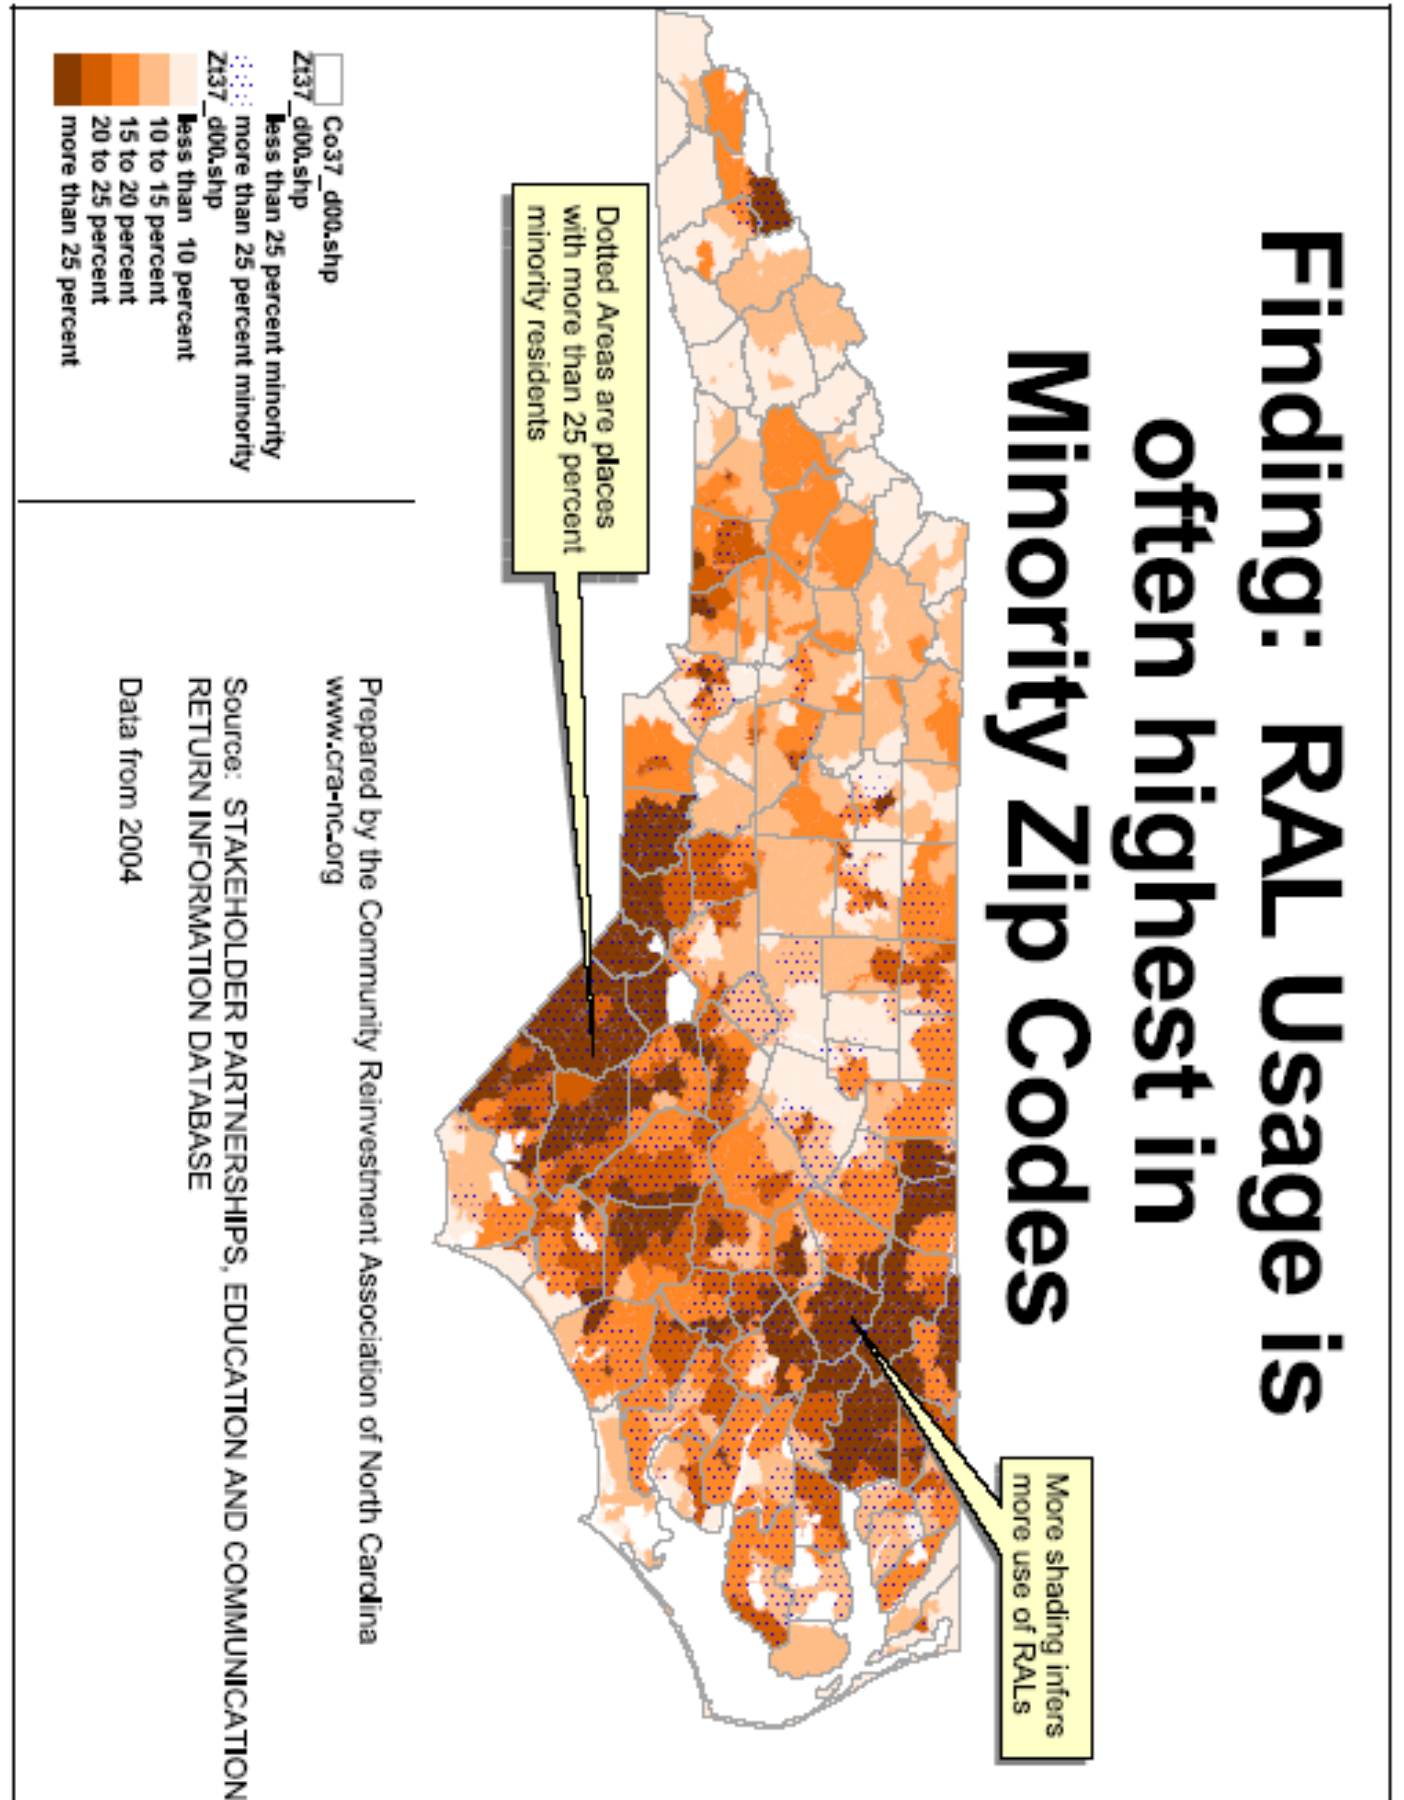 Finding:  RAL Usage is
often highest in
Minority Zip Codes
More shading infers
more use of RALs
Dotted Areas are places
with more than 25 percent
minority residents
Co37_d00.shp
Zt37_d00.shp
less than 25 percent minority
more than 25 percent minority
Zt37_d00.shp
less than 10 percent
10 to 15 percent
15 to 20 percent
20 to 25 percent
more than 25 percent
Prepared by the Community Reinvestment Association of North Carolina
www.cra-nc.org
Source:  STAKEHOLDER PARTNERSHIPS, EDUCATION AND COMMUNICATION
RETURN INFORMATION DATABASE
Data from 2004